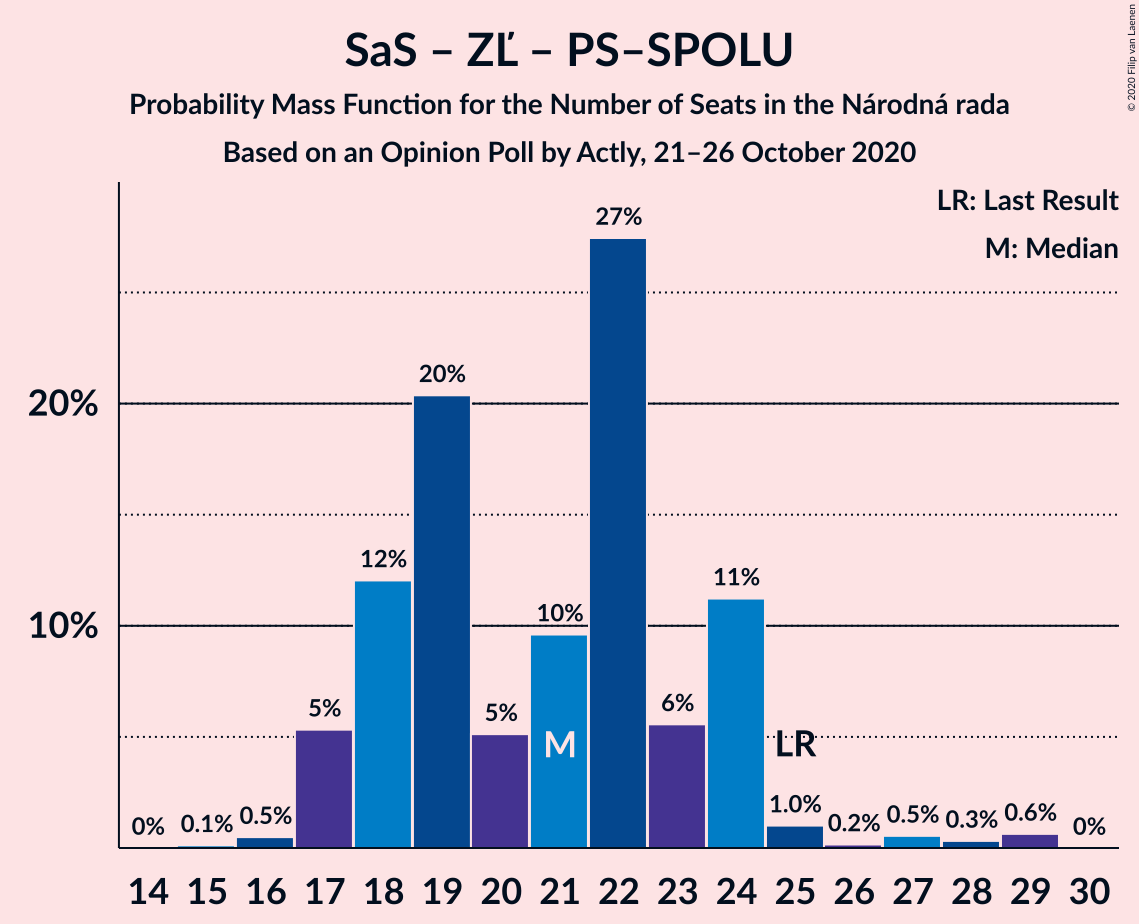 SaS – ZĽ – PS–SPOLU
Probability Mass Function for the Number of Seats in the Národná rada
Based on an Opinion Poll by Actly, 21–26 October 2020
© 2020 Filip van Laenen
LR: Last Result
M: Median
20%
10%
0%
0.1%
0.5%
5%
12%
20%
5%
10%
27%
6%
11%
1.0%
0.2%
0.5%
0.3%
0.6%
0%
M
LR
14 15 16 17 18 19 20 21 22 23 24 25 26 27 28 29 30